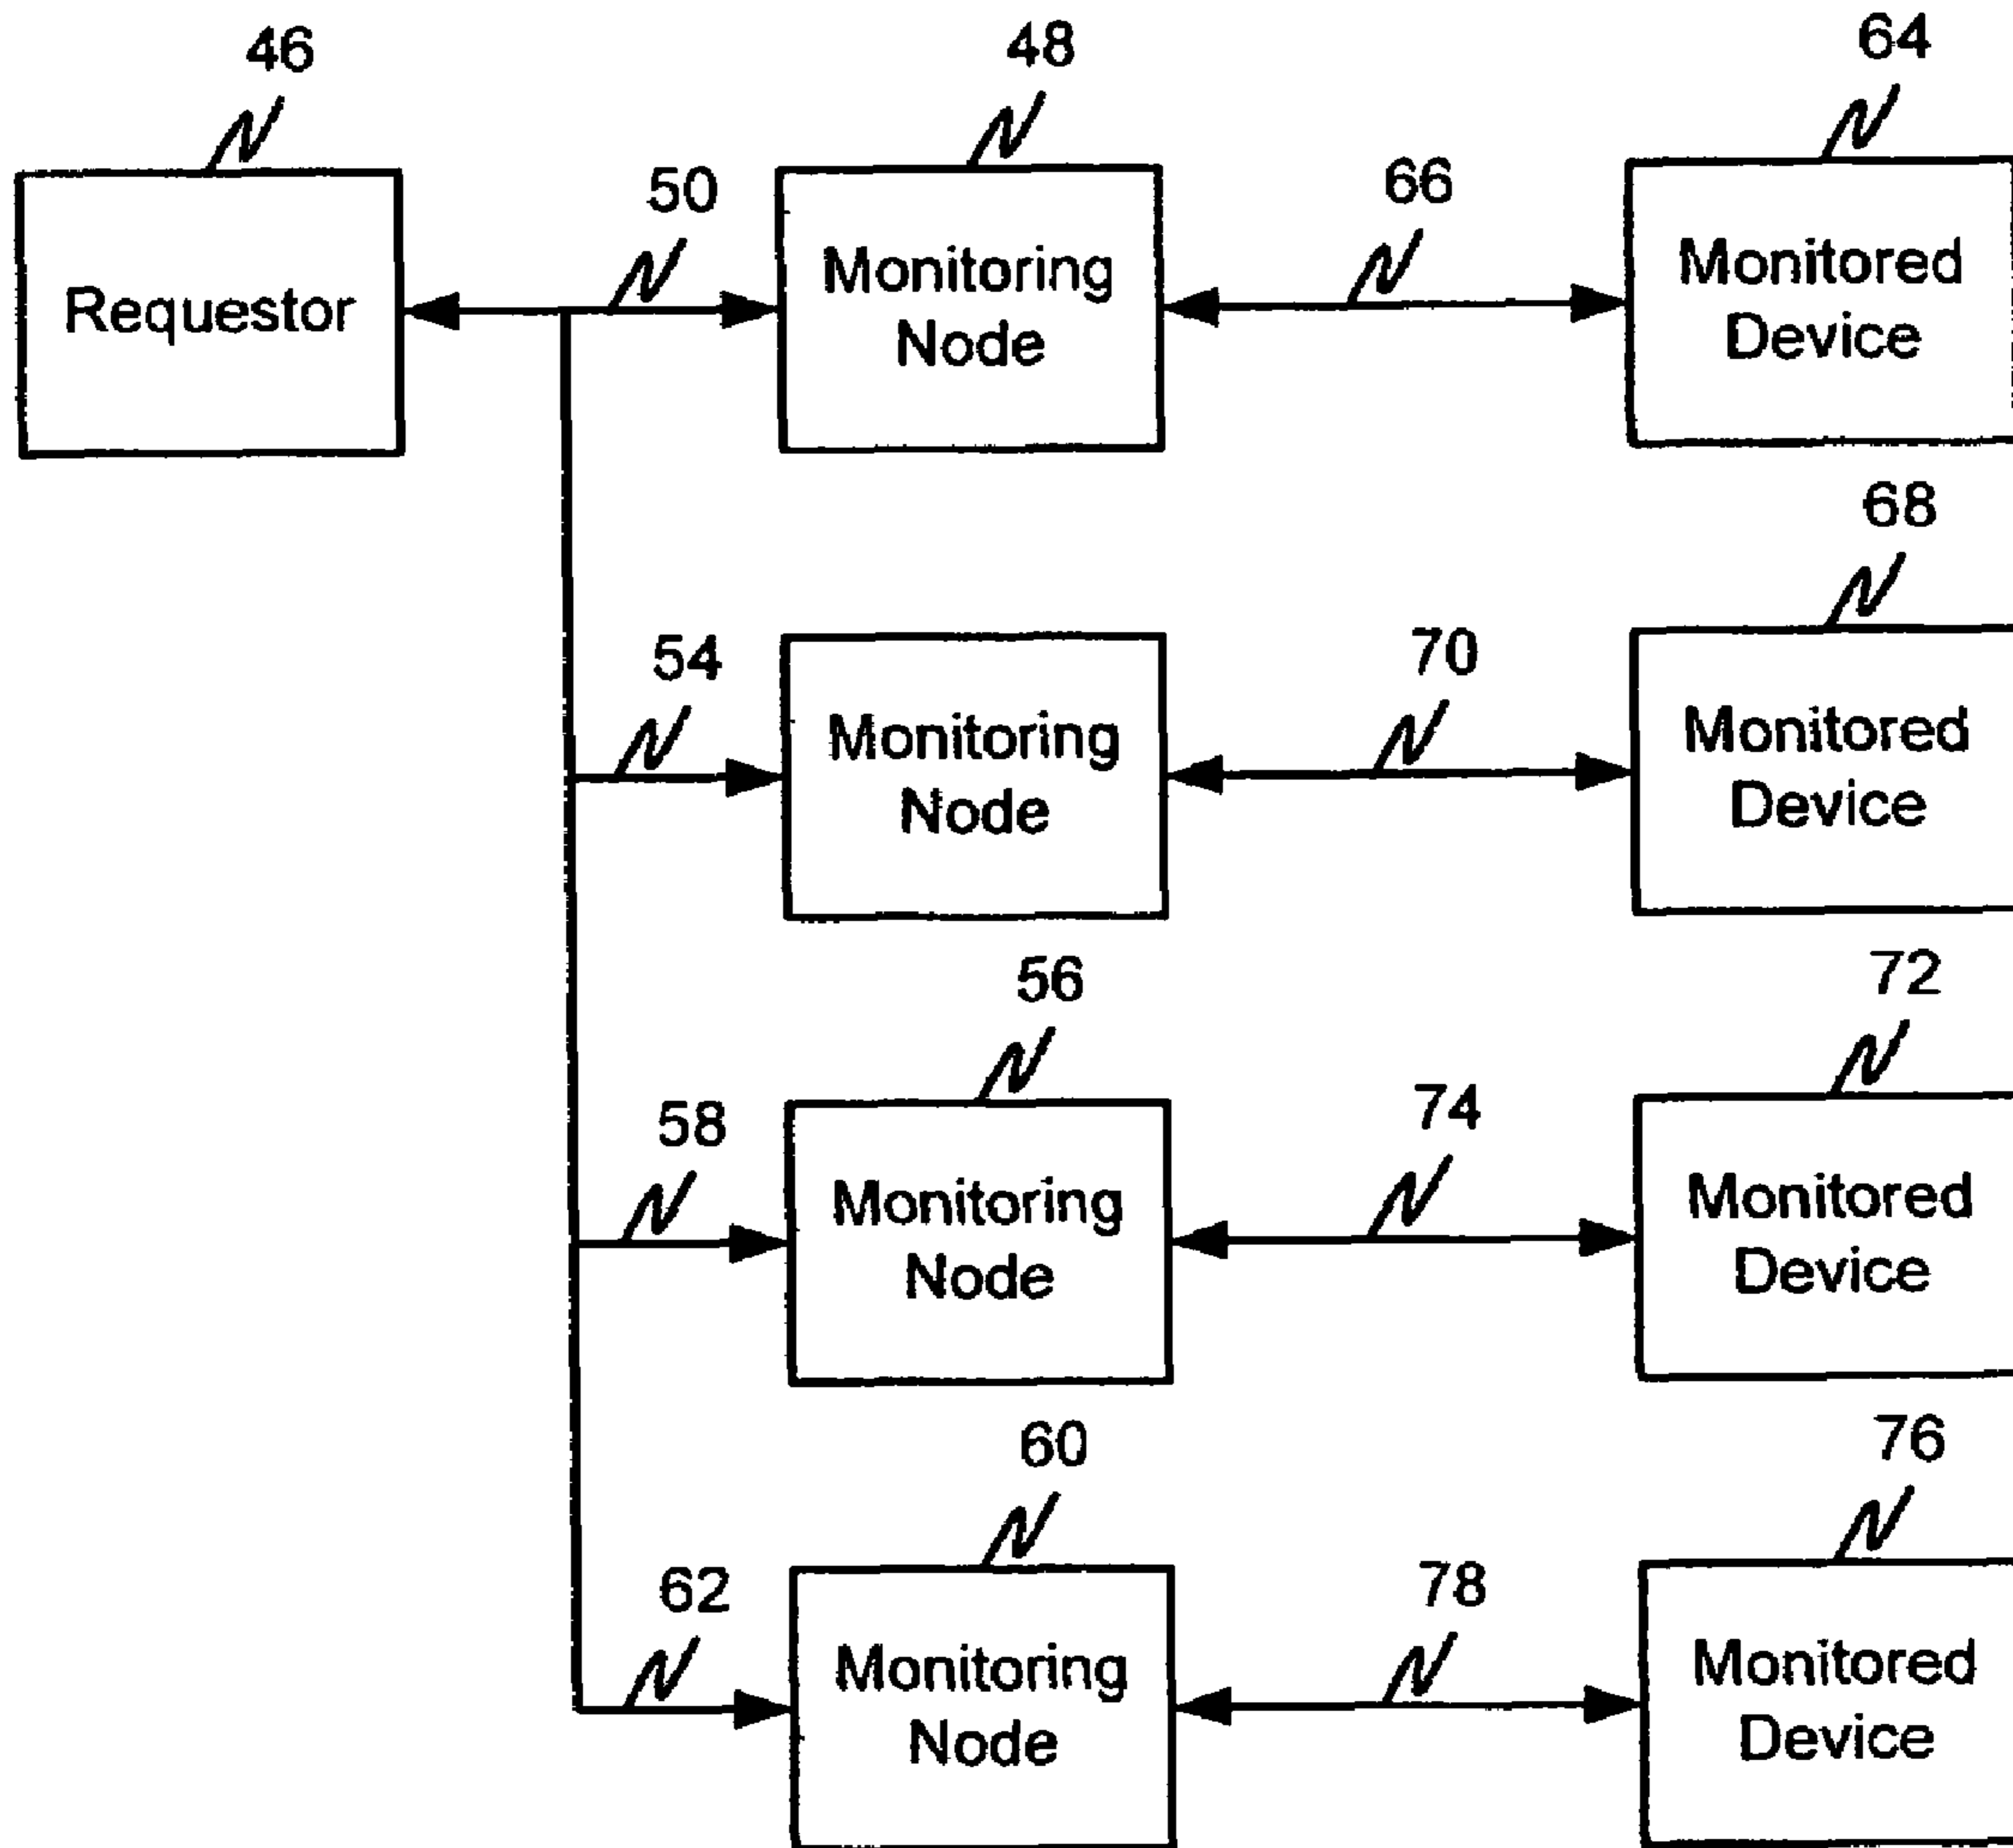 46
48
64
50
66
Requestor
Monitoring
Node
Monitored
Device
68
54
70
Monitoring
Node
Monitored
Device
56
72
58
74
Monitoring
Node
Monitored
Device
60
76
62
78
Monitoring
Node
Monitored
Device